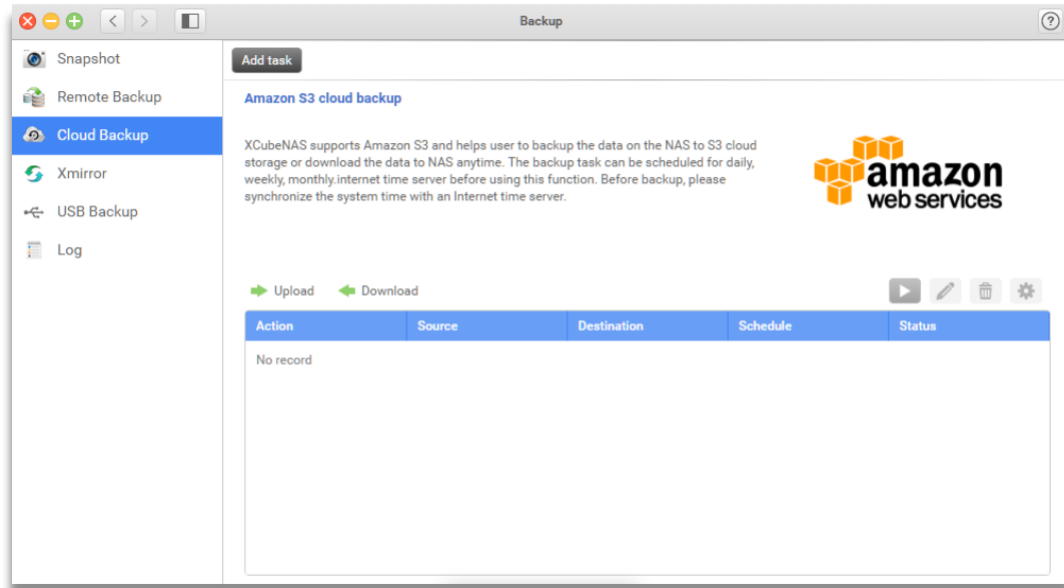 Backup
?
Snapshot
Remote Backup
Cloud Backup
Xmirror
USB Backup
Log
Add task
Amazon S3 cloud backup
XCubeNAS supports Amazon S3 and helps user to backup the data on the NAS to S3 cloud
storage or download the data to NAS anytime. The backup task can be scheduled for daily,
weekly, monthly.internet time server before using this function. Before backup, please
synchronize the system time with an Internet time server.
amazon
web services
Upload Download
Action Source Destination Schedule Status
No record